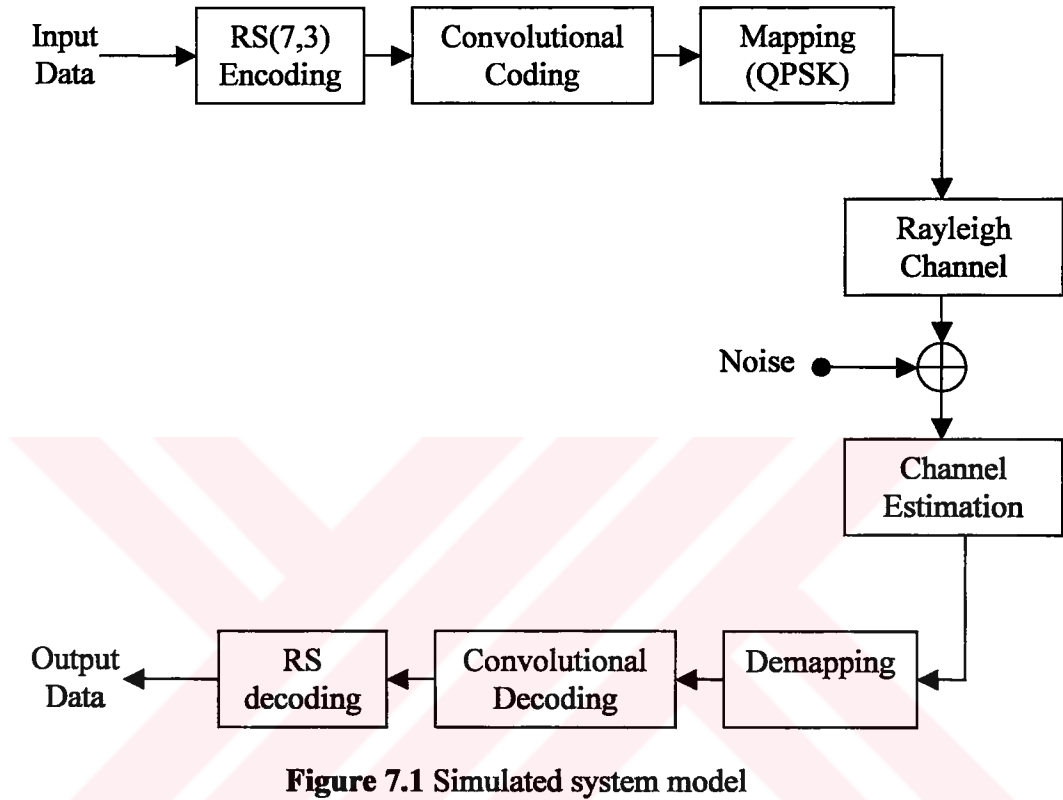 Input
Data
RS(7,3)
Encoding
Convolutional
Coding
Mapping
(QPSK)
Rayleigh
Channel
Noise
Channel
Estimation
Output
Data
RS
decoding
Convolutional
Decoding
Demapping
Figure 7.1 Simulated system model